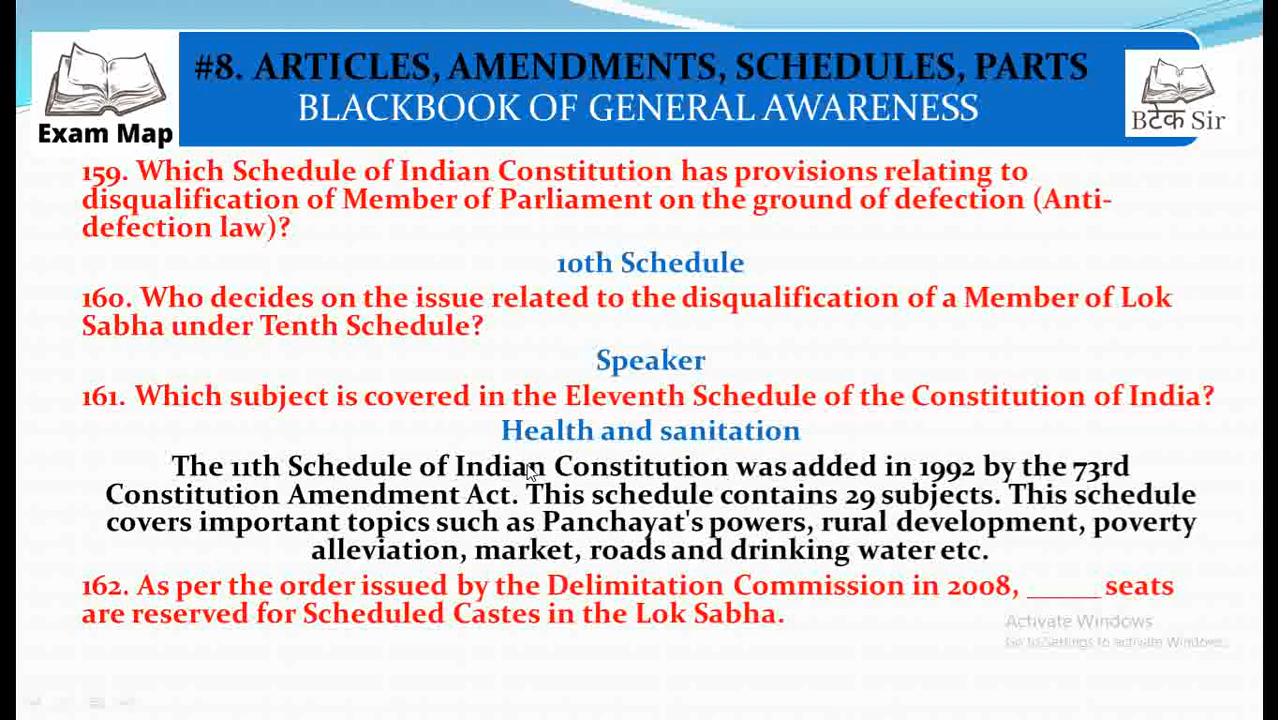 #8. ARTICLES, AMENDMENTS, SCHEDULES, PARTS
BLACKBOOK OF GENERAL AWARENESS
Exam Map
Bटेक Sir
159. Which Schedule of Indian Constitution has provisions relating to
disqualification of Member of Parliament on the ground of defection (Anti-
defection law)?
10th Schedule
160. Who decides on the issue related to the disqualification of a Member of Lok
Sabha under Tenth Schedule?
Speaker
161. Which subject is covered in the Eleventh Schedule of the Constitution of India?
Health and sanitation
The 11th Schedule of Indian Constitution was added in 1992 by the 73rd
Constitution Amendment Act. This schedule contains 29 subjects. This schedule
covers important topics such as Panchayat's powers, rural development, poverty
alleviation, market, roads and drinking water etc.
162. As per the order issued by the Delimitation Commission in 2008, _____ seats
are reserved for Scheduled Castes in the Lok Sabha.
Activate Windows
Go to Settings to activate Windows.